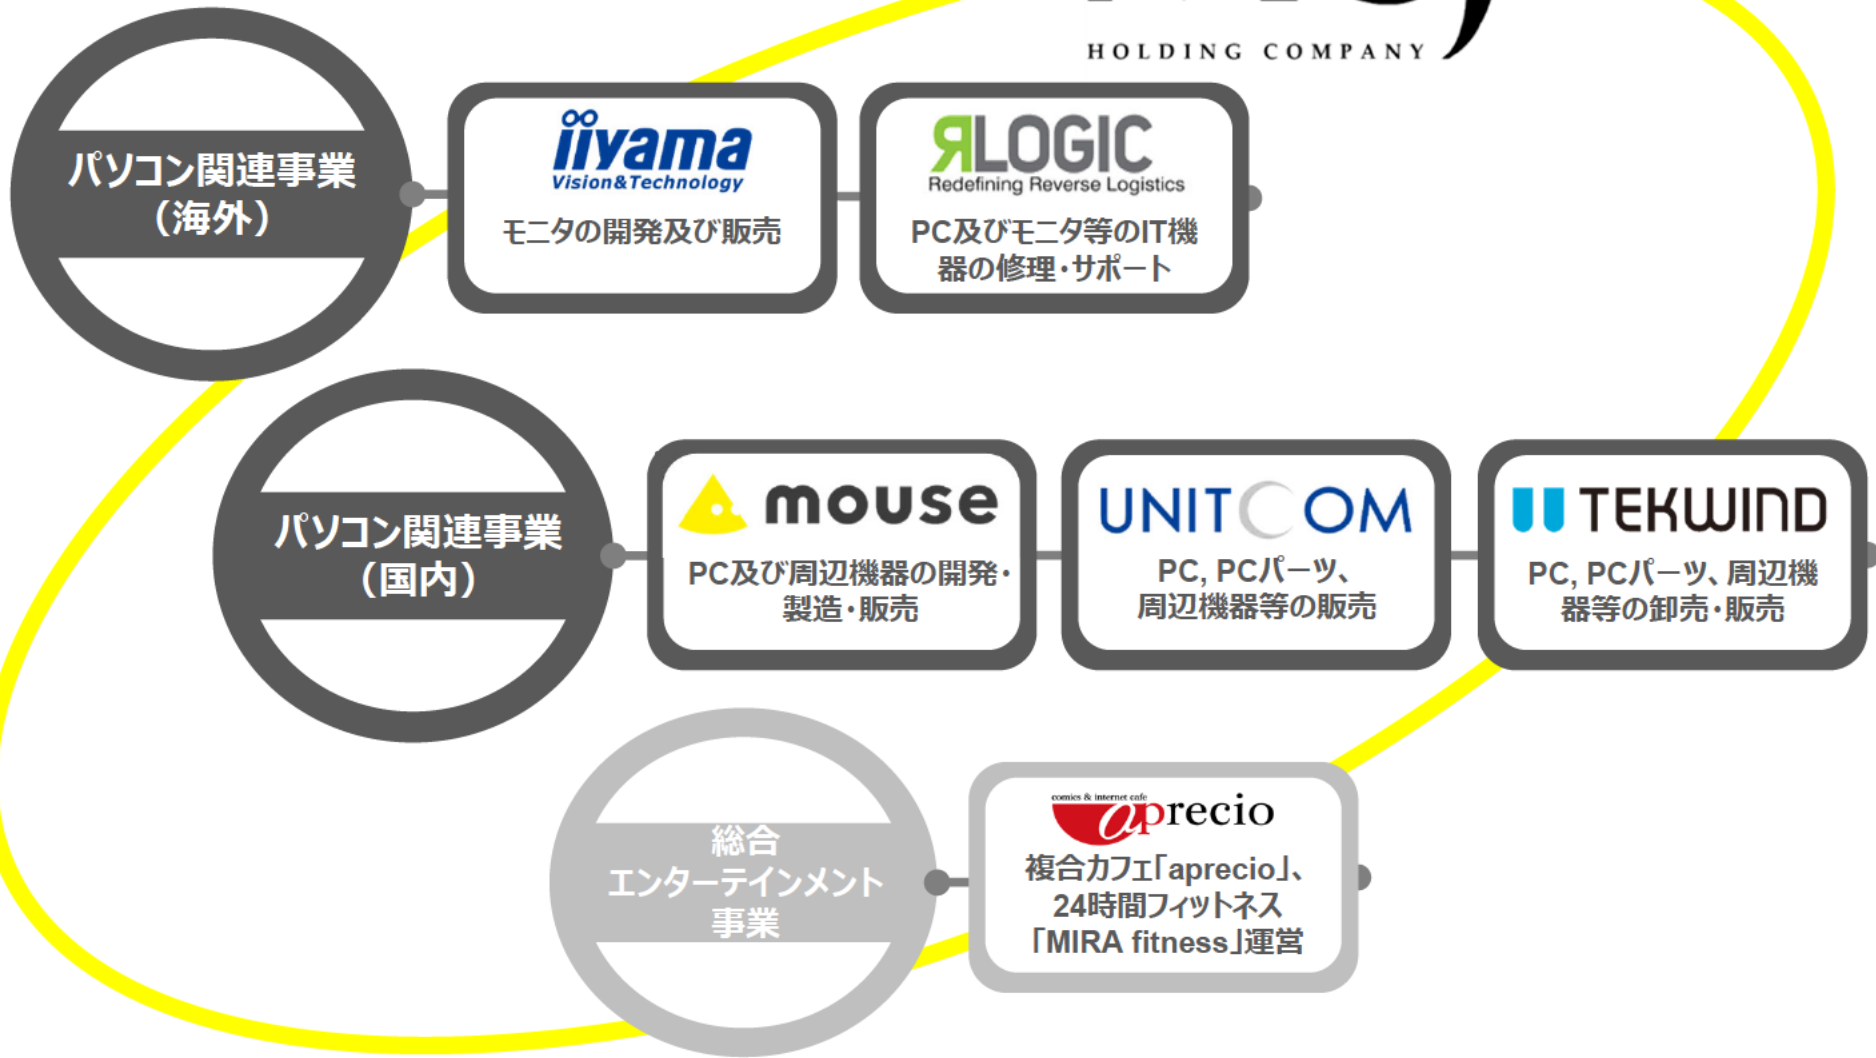 HOLDING COMPANY
パソコン関連事業
（海外）
iiyama
Vision&Technology
モニタの開発及び販売
RLOGIC
Redefining Reverse Logistics
PC及びモニタ等のIT機
器の修理・サポート
パソコン関連事業
（国内）
mouse
PC及び周辺機器の開発・
製造・販売
UNITCOM
PC, PCパーツ、
周辺機器等の販売
TEKWIND
PC, PCパーツ、周辺機
器等の卸売・販売
総合
エンターテインメント
事業
comics & internet cafe
aprecio
複合カフェ「aprecio」、
24時間フィットネス
「MIRA fitness」運営